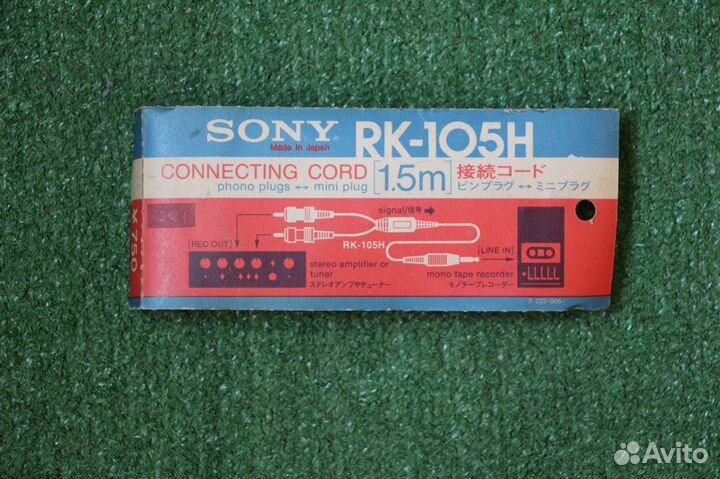 SONY RK-105H
Made in Japan
CONNECTING CORD [1.5m] 接続コード
phono plugs ↔ mini plug ピンプラグ ↔ ミニプラグ
signal/信号 →
RK-105H
[REC OUT]
[LINE IN]
stereo amplifier or
tuner
ステレオアンプやチューナー
mono tape recorder
モノテープレコーダー
¥ 750
Avito